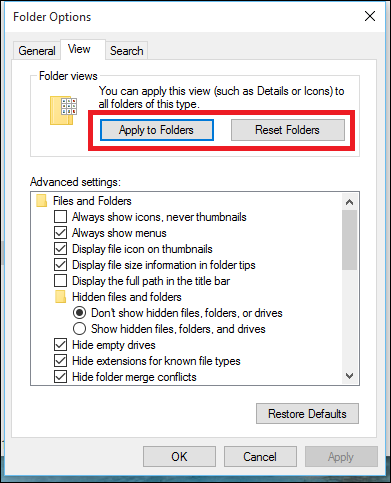 Folder Options
General
View
Search
Folder views
You can apply this view (such as Details or Icons) to
all folders of this type.
Apply to Folders
Reset Folders
Advanced settings:
Files and Folders
Always show icons, never thumbnails
Always show menus
Display file icon on thumbnails
Display file size information in folder tips
Display the full path in the title bar
Hidden files and folders
Don't show hidden files, folders, or drives
Show hidden files, folders, and drives
Hide empty drives
Hide extensions for known file types
Hide folder merge conflicts
Restore Defaults
OK
Cancel
Apply